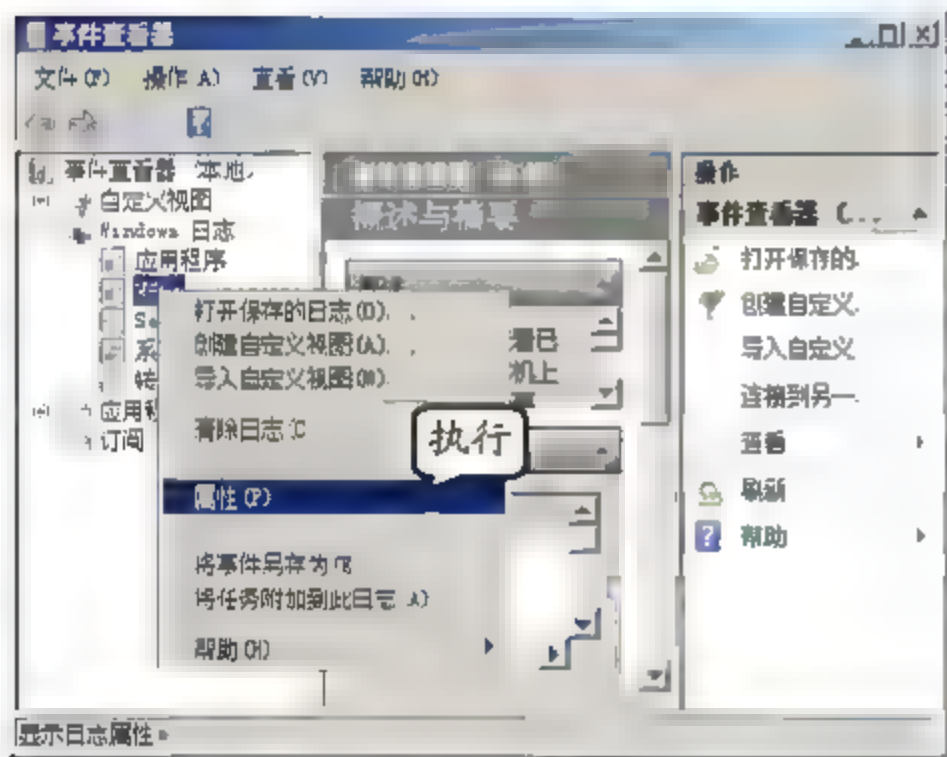 事件查看器
文件(F) 操作(A) 查看(V) 帮助(H)
事件查看器 (本地)
自定义视图
Windows 日志
应用程序
S
系
转
应用程
订阅
概述与摘要
打开保存的日志(O)...
创建自定义视图(A)...
导入自定义视图(M)...
清除日志(C
属性(P)
将事件另存为(S
将任务附加到此日志(A)
帮助(H)
执行
机上
操作
事件查看器 (...
打开保存的.
创建自定义.
导入自定义
连接到另一.
查看
刷新
帮助
显示日志属性